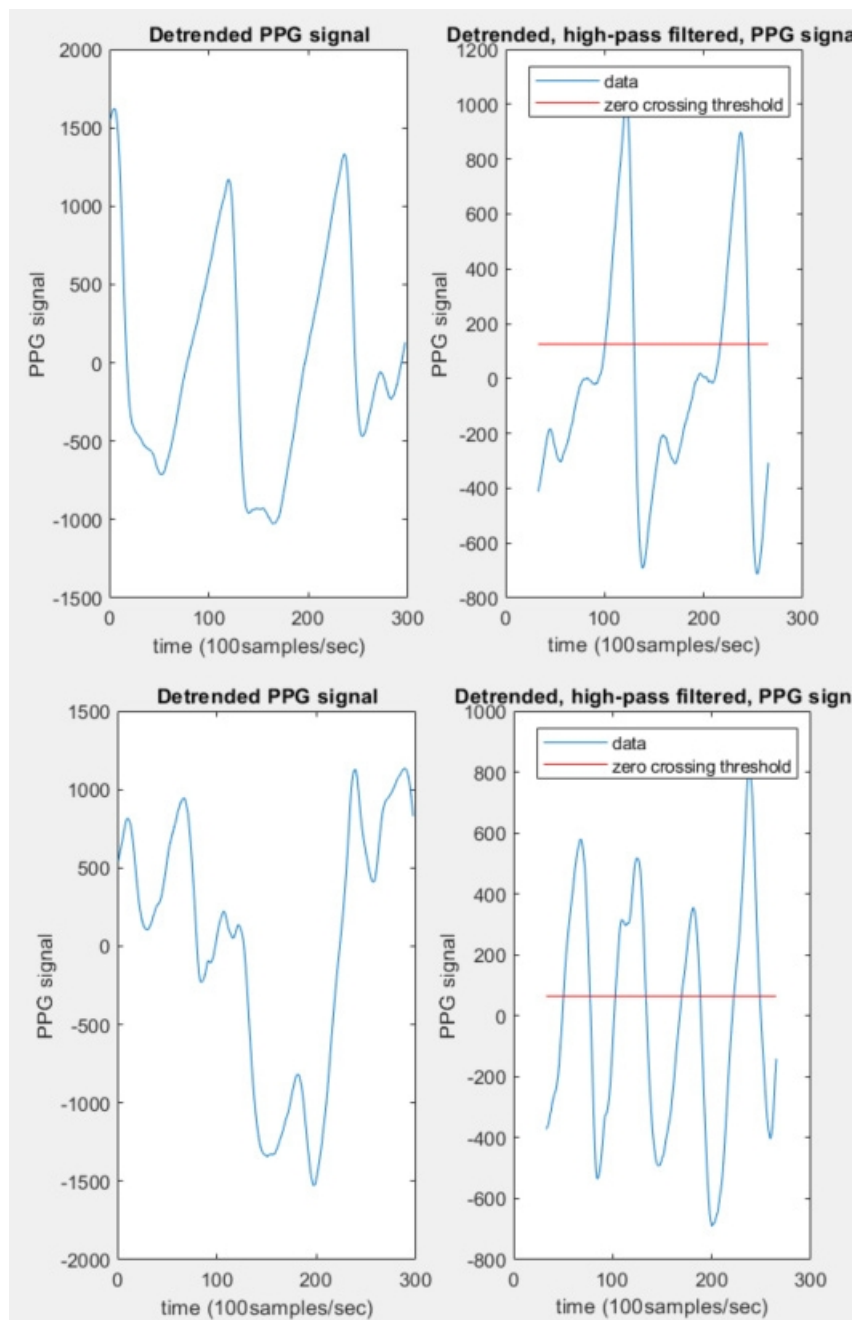 Detrended PPG signal
2000
1500
1000
500
0
-500
-1000
-1500
0 100 200 300
PPG signal
time (100samples/sec)
Detrended, high-pass filtered, PPG signa
data
zero crossing threshold
1200
1000
800
600
400
200
0
-200
-400
-600
-800
0 100 200 300
PPG signal
time (100samples/sec)
Detrended PPG signal
1500
1000
500
0
-500
-1000
-1500
-2000
0 100 200 300
PPG signal
time (100samples/sec)
Detrended, high-pass filtered, PPG sign
data
zero crossing threshold
1000
800
600
400
200
0
-200
-400
-600
-800
0 100 200 300
PPG signal
time (100samples/sec)